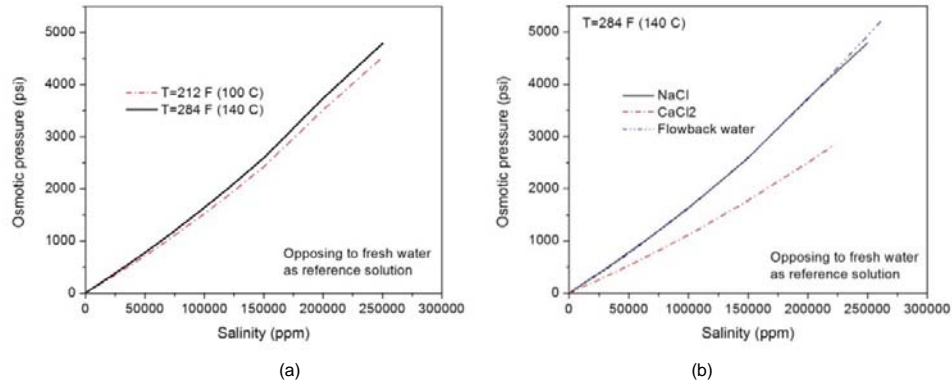 5000
4000
3000
2000
1000
0
Osmotic pressure (psi)
T=212 F (100 C)
T=284 F (140 C)
Opposing to fresh water
as reference solution
0 50000 100000 150000 200000 250000 300000
Salinity (ppm)
(a)
T=284 F (140 C)
5000
4000
3000
2000
1000
0
Osmotic pressure (psi)
NaCl
CaCl2
Flowback water
Opposing to fresh water
as reference solution
0 50000 100000 150000 200000 250000 300000
Salinity (ppm)
(b)